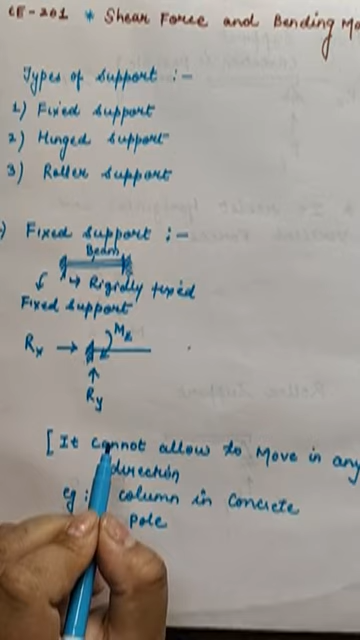 CE-201 * Shear Force and Bending Mo
Types of support :-
1) Fixed support
2) Hinged support
3) Roller support
) Fixed support :-
Beam
Rigidly fixed
Fixed support
Rx → Mz
Ry
[ It cannot allow to Move in any
direction
eg: column in concrete
pole